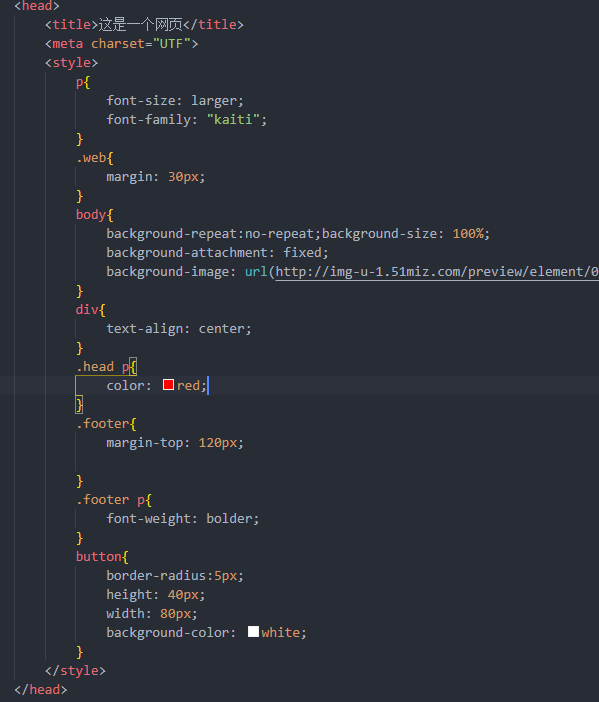 <head>
<title>这是一个网页</title>
<meta charset="UTF">
<style>
p{
font-size: larger;
font-family: "kaiti";
}
.web{
margin: 30px;
}
body{
background-repeat:no-repeat;background-size: 100%;
background-attachment: fixed;
background-image: url(http://img-u-1.51miz.com/preview/element/0
}
div{
text-align: center;
}
.head p{
color: red;
}
.footer{
margin-top: 120px;
}
.footer p{
font-weight: bolder;
}
button{
border-radius:5px;
height: 40px;
width: 80px;
background-color: white;
}
</style>
</head>